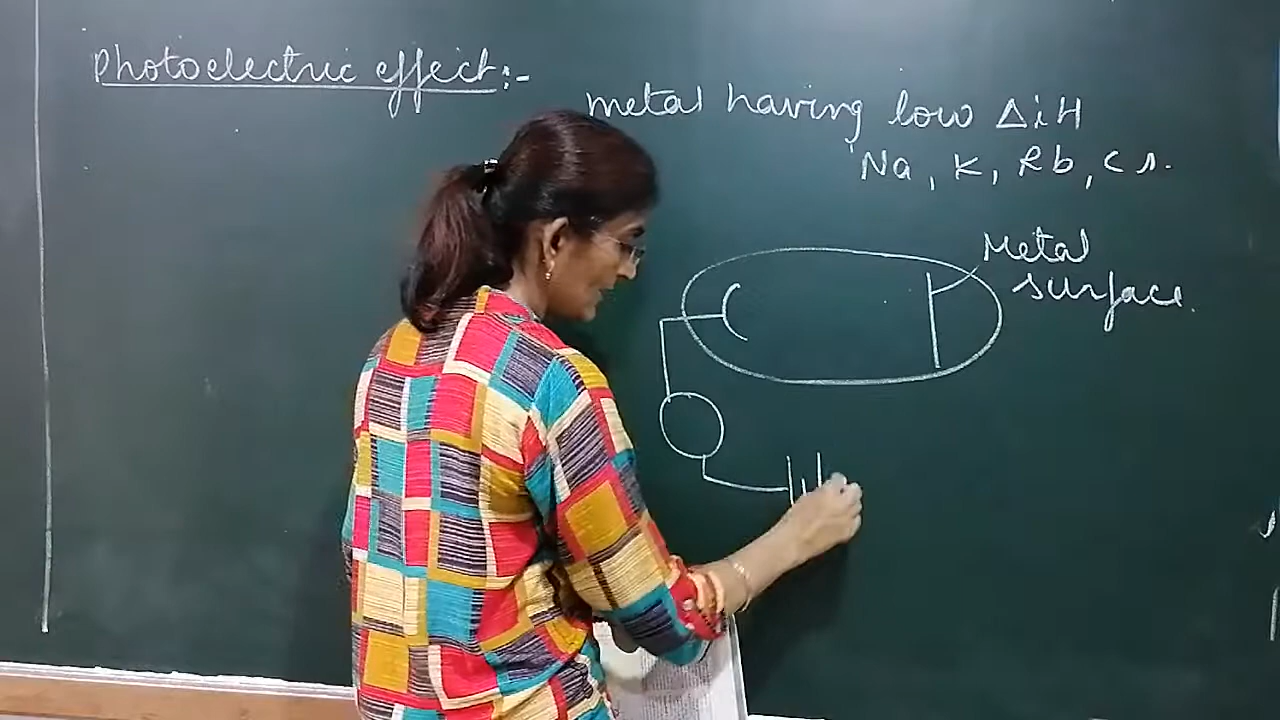 Photoelectric effect:-
metal having low ΔiH
Na, K, Rb, Cs.
Metal
surface.